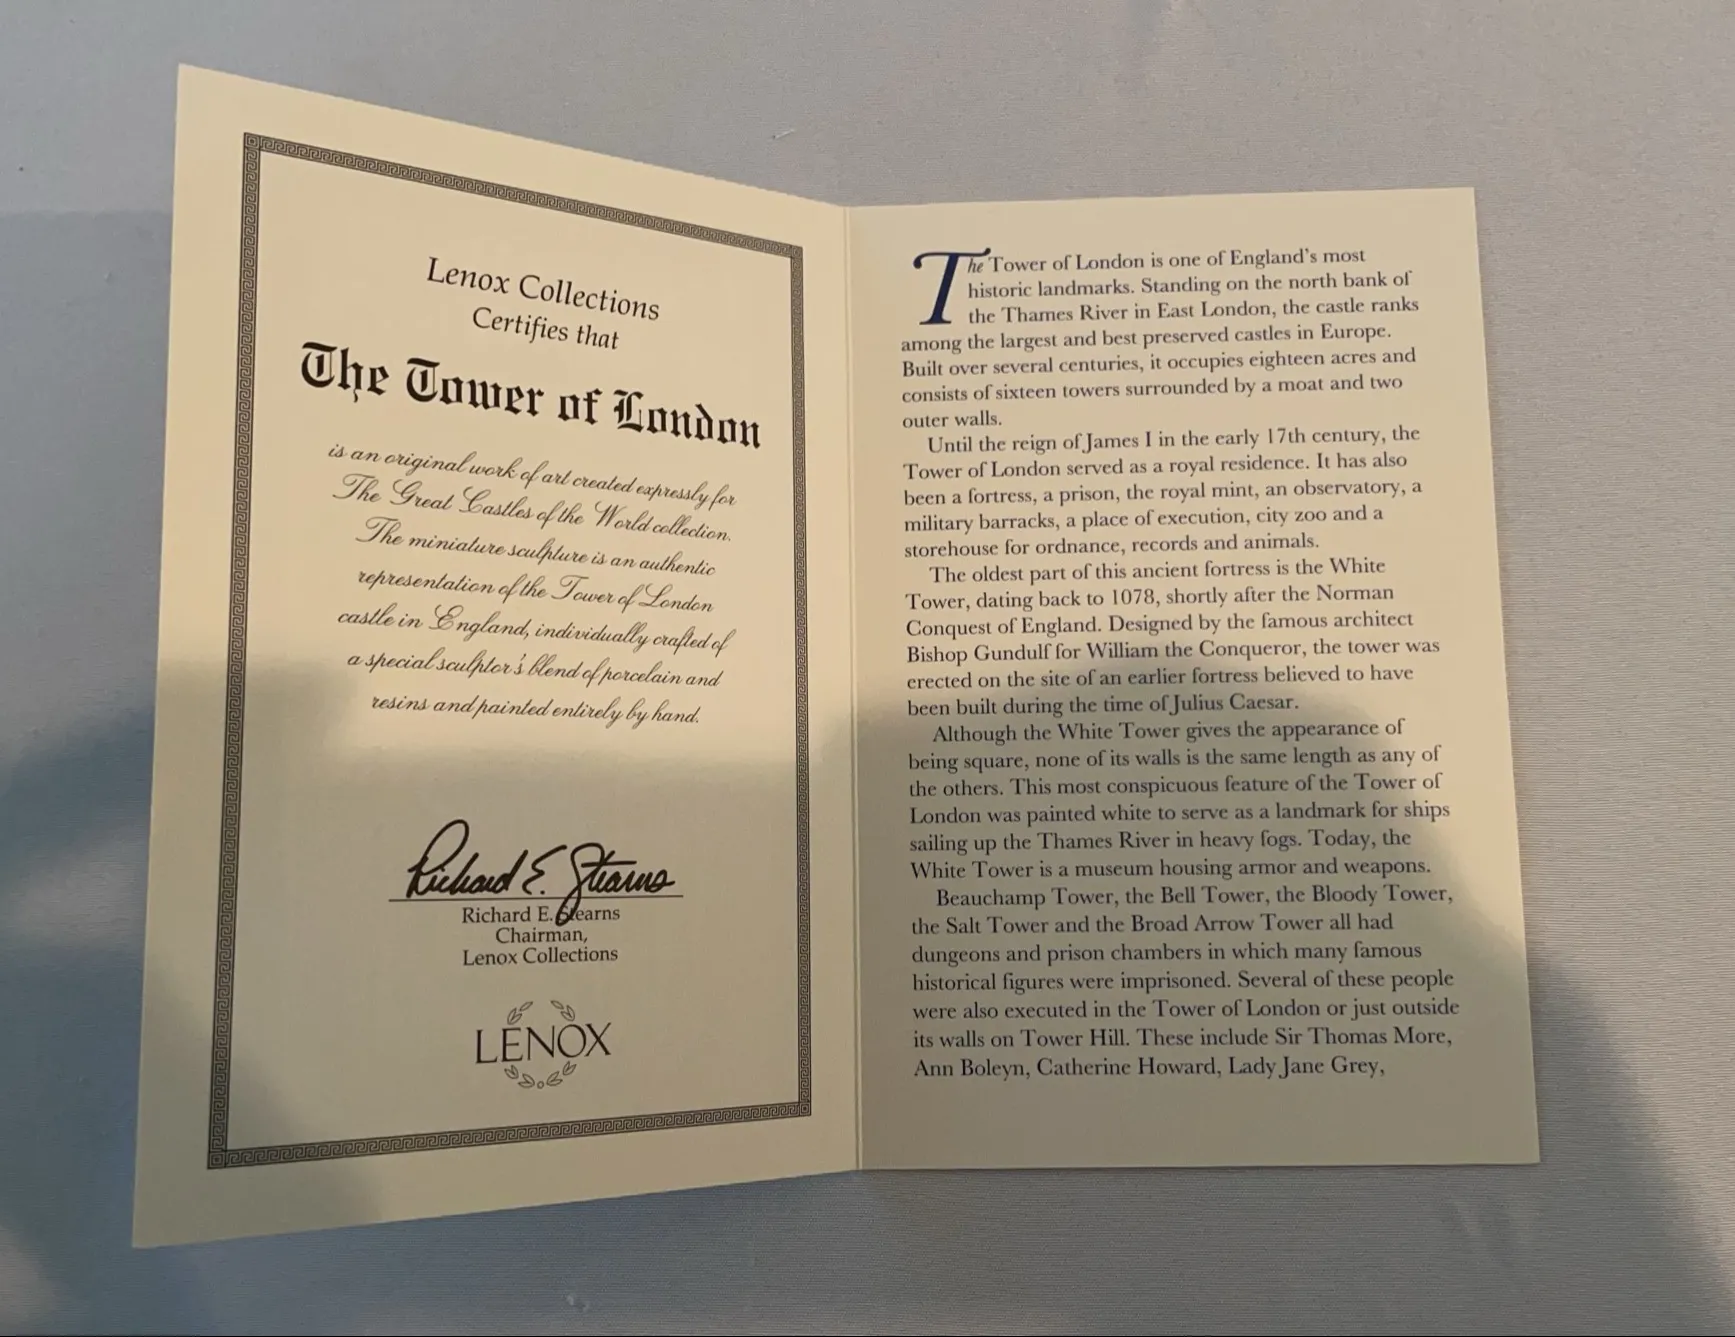 Lenox Collections
Certifies that
The Tower of London
is an original work of art created expressly for
The Great Castles of the World collection.
The miniature sculpture is an authentic
representation of the Tower of London
castle in England, individually crafted of
a special sculptor's blend of porcelain and
resins and painted entirely by hand.
Richard E. Stearns
Richard E. Stearns
Chairman,
Lenox Collections
LENOX
The Tower of London is one of England's most
historic landmarks. Standing on the north bank of
the Thames River in East London, the castle ranks
among the largest and best preserved castles in Europe.
Built over several centuries, it occupies eighteen acres and
consists of sixteen towers surrounded by a moat and two
outer walls.
Until the reign of James I in the early 17th century, the
Tower of London served as a royal residence. It has also
been a fortress, a prison, the royal mint, an observatory, a
military barracks, a place of execution, city zoo and a
storehouse for ordnance, records and animals.
The oldest part of this ancient fortress is the White
Tower, dating back to 1078, shortly after the Norman
Conquest of England. Designed by the famous architect
Bishop Gundulf for William the Conqueror, the tower was
erected on the site of an earlier fortress believed to have
been built during the time of Julius Caesar.
Although the White Tower gives the appearance of
being square, none of its walls is the same length as any of
the others. This most conspicuous feature of the Tower of
London was painted white to serve as a landmark for ships
sailing up the Thames River in heavy fogs. Today, the
White Tower is a museum housing armor and weapons.
Beauchamp Tower, the Bell Tower, the Bloody Tower,
the Salt Tower and the Broad Arrow Tower all had
dungeons and prison chambers in which many famous
historical figures were imprisoned. Several of these people
were also executed in the Tower of London or just outside
its walls on Tower Hill. These include Sir Thomas More,
Ann Boleyn, Catherine Howard, Lady Jane Grey,